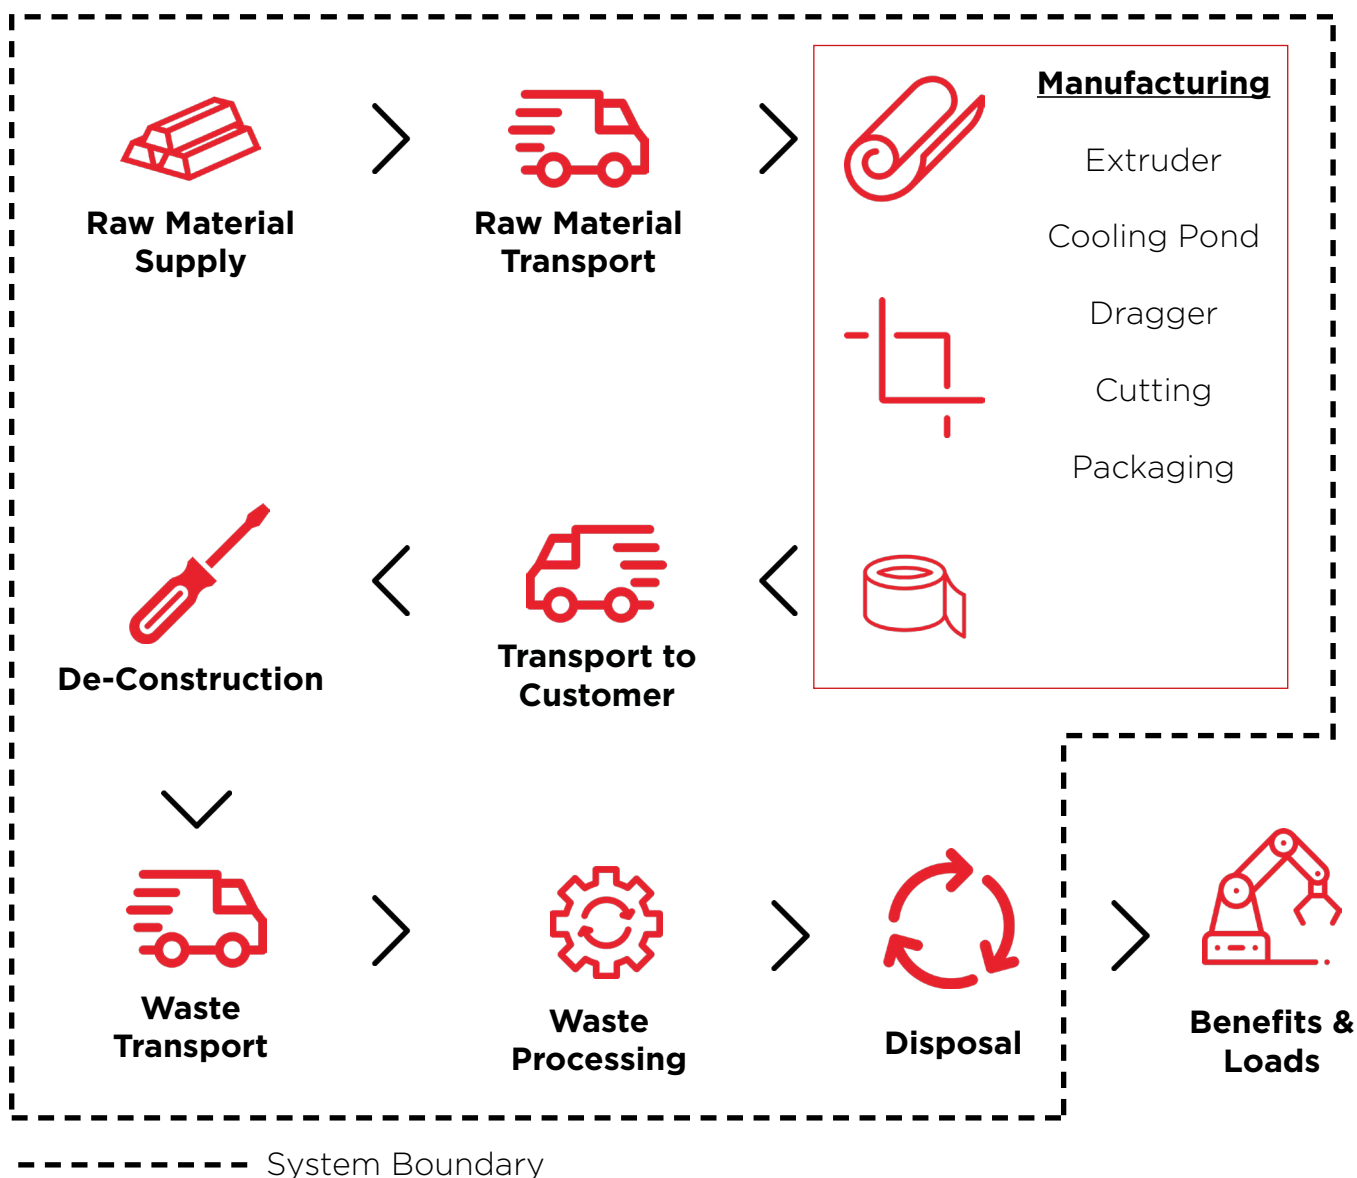 Raw Material
Supply
Raw Material
Transport
Manufacturing
Extruder
Cooling Pond
Dragger
Cutting
Packaging
De-Construction
Transport to
Customer
Waste
Transport
Waste
Processing
Disposal
Benefits &
Loads
System Boundary